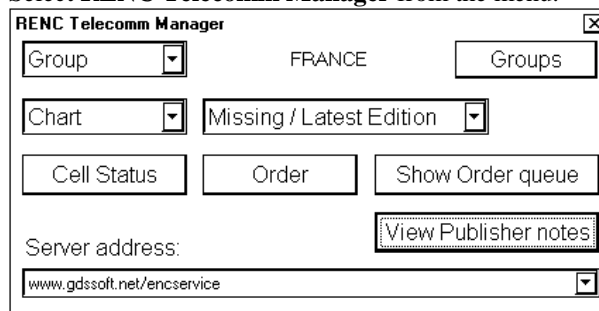 Select RENC Telecomm Manager from the menu.
RENC Telecomm Manager
Group FRANCE Groups
Chart Missing / Latest Edition
Cell Status Order Show Order queue
View Publisher notes
Server address:
www.gdssoft.net/encservice